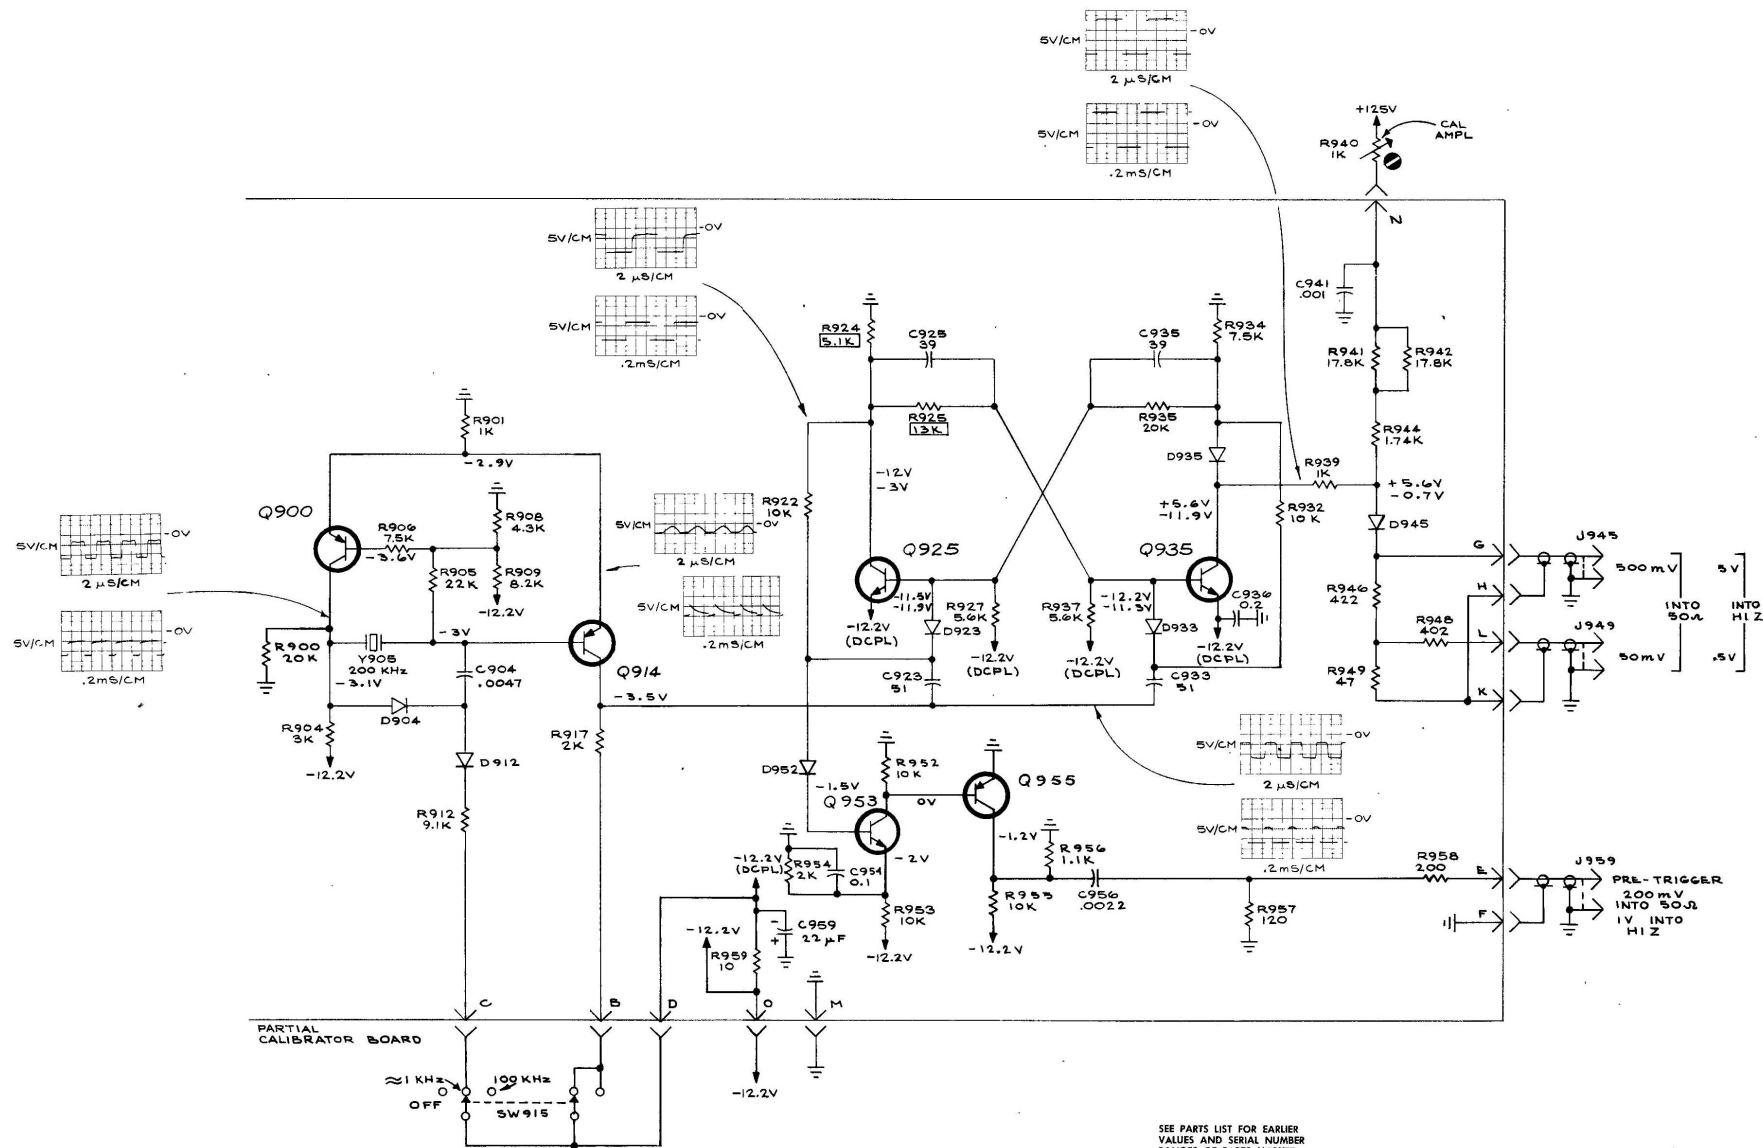 5V/CM
-0V
2 µS/CM
5V/CM
-0V
.2mS/CM
+125V
CAL
AMPL
R940
1K
N
5V/CM
-0V
2 µS/CM
5V/CM
-0V
.2mS/CM
C941
.001
R924
5.1K
C925
39
C935
39
R934
7.5K
R941
17.8K
R942
17.8K
R925
13K
R935
20K
R944
1.74K
R901
1K
-2.9V
D935
R939
1K
-12V
-3V
+5.6V
-0.7V
Q900
R908
4.3K
5V/CM
-0V
2 µS/CM
R922
10K
+5.6V
-11.9V
R932
10K
D945
5V/CM
-0V
2 µS/CM
R906
7.5K
-3.6V
R905
22K
R909
8.2K
-12.2V
Q925
Q935
G
J945
500mV
5V
5V/CM
.2mS/CM
-11.5V
-11.9V
R927
5.6K
R937
5.6K
-12.2V
-11.3V
C936
0.2
R946
422
H
INTO
50Ω
INTO
HI Z
5V/CM
-0V
.2mS/CM
R900
20K
Y905
200 KHz
-3.1V
-3V
C904
.0047
Q914
-12.2V
(DCPL)
D923
-12.2V
(DCPL)
-12.2V
(DCPL)
D933
-12.2V
(DCPL)
R948
402
L
J949
50mV
.5V
C923
51
C933
51
R949
47
K
-3.5V
D904
R904
3K
-12.2V
D912
R917
2K
5V/CM
-0V
2 µS/CM
D952
-1.5V
R952
10K
Q955
Q953
0V
R912
9.1K
-1.2V
5V/CM
-0V
.2mS/CM
-2V
R956
1.1K
-12.2V
(DCPL)
R954
2K
C954
0.1
R958
200
E
J959
PRE-TRIGGER
200mV
INTO 50Ω
1V INTO
HI Z
R953
10K
-12.2V
R955
10K
-12.2V
C956
.0022
R957
120
F
-12.2V
R959
10
-
+
C959
22 µF
C
B
D
O
M
PARTIAL
CALIBRATOR BOARD
≈1 KHz
100 KHz
OFF
SW915
-12.2V
SEE PARTS LIST FOR EARLIER
VALUES AND SERIAL NUMBER